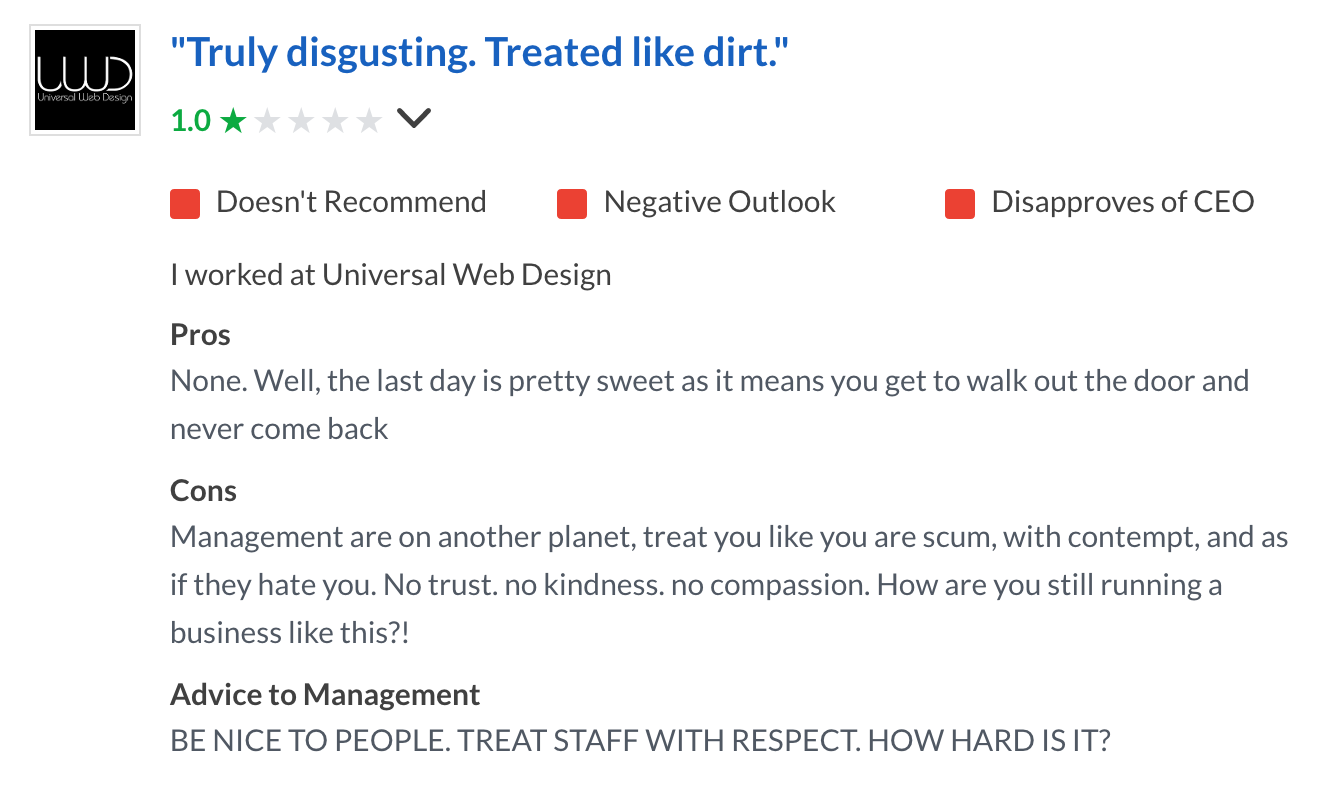 UWD
Universal Web Design
"Truly disgusting. Treated like dirt."
1.0
Doesn't Recommend Negative Outlook Disapproves of CEO
I worked at Universal Web Design
Pros
None. Well, the last day is pretty sweet as it means you get to walk out the door and
never come back
Cons
Management are on another planet, treat you like you are scum, with contempt, and as
if they hate you. No trust. no kindness. no compassion. How are you still running a
business like this?!
Advice to Management
BE NICE TO PEOPLE. TREAT STAFF WITH RESPECT. HOW HARD IS IT?